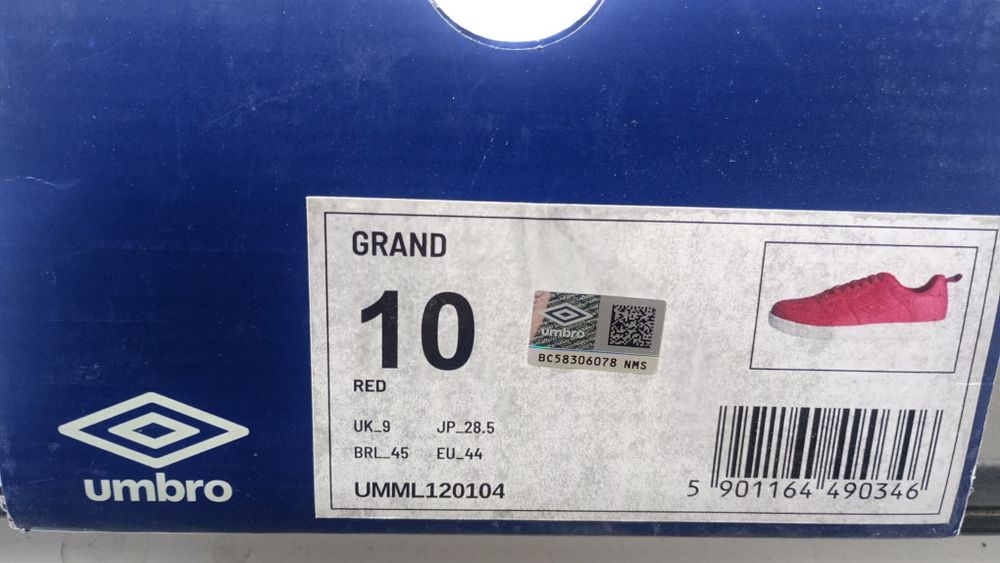 GRAND
10
RED
UK_9 JP_28.5
BRL_45 EU_44
UMML120104
umbro
BC58306078 NMS
5 901164 490346
umbro